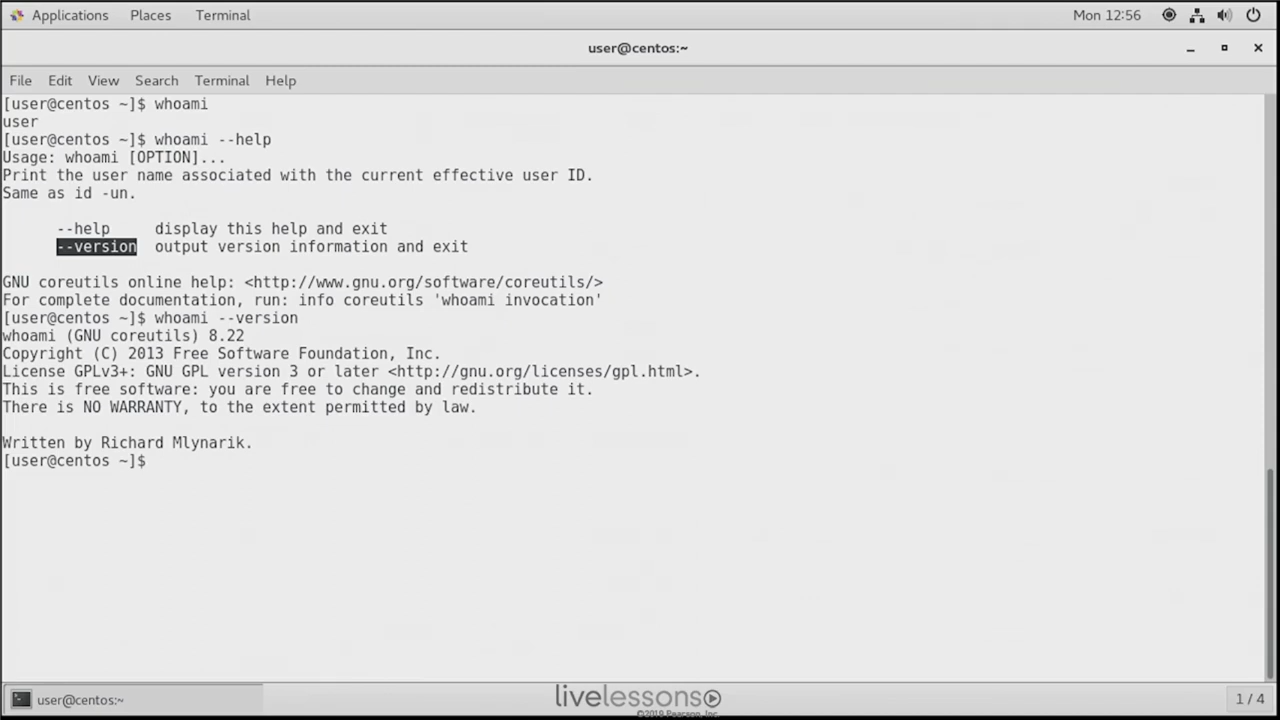 Applications Places Terminal Mon 12:56
user@centos:~
File Edit View Search Terminal Help
[user@centos ~]$ whoami
user
[user@centos ~]$ whoami --help
Usage: whoami [OPTION]...
Print the user name associated with the current effective user ID.
Same as id -un.
--help display this help and exit
--version output version information and exit
GNU coreutils online help: <http://www.gnu.org/software/coreutils/>
For complete documentation, run: info coreutils 'whoami invocation'
[user@centos ~]$ whoami --version
whoami (GNU coreutils) 8.22
Copyright (C) 2013 Free Software Foundation, Inc.
License GPLv3+: GNU GPL version 3 or later <http://gnu.org/licenses/gpl.html>.
This is free software: you are free to change and redistribute it.
There is NO WARRANTY, to the extent permitted by law.
Written by Richard Mlynarik.
[user@centos ~]$
user@centos:~ livelessons 1 / 4
©2019 Pearson, Inc.